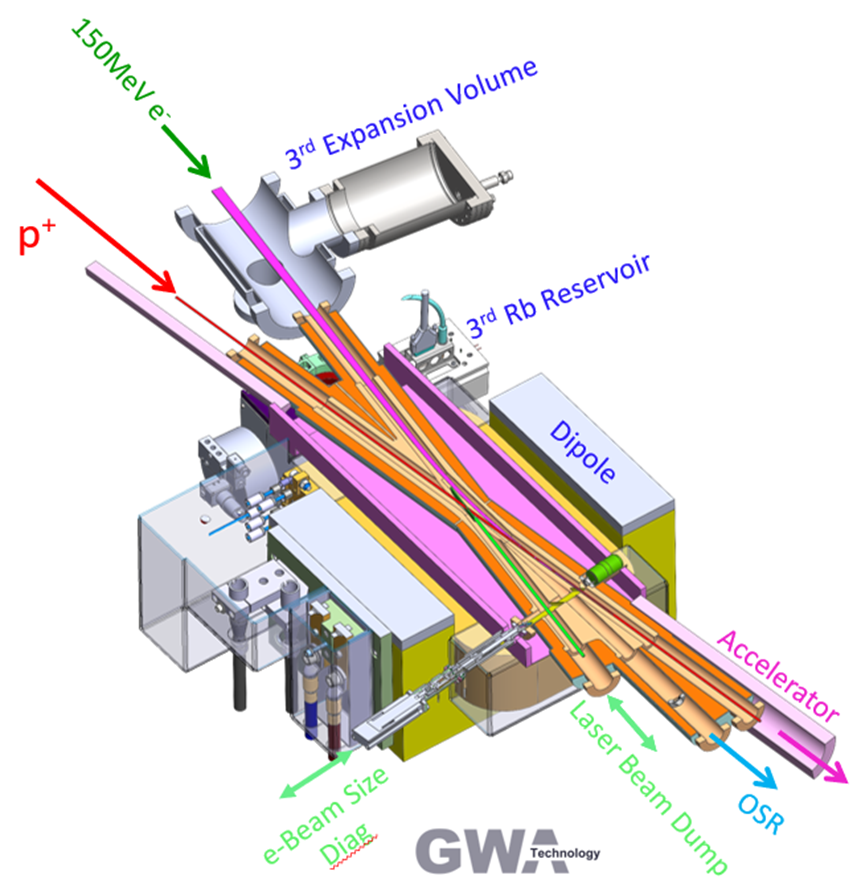 150MeV e-
3rd Expansion Volume
p+
3rd Rb Reservoir
Dipole
Accelerator
Laser Beam Dump
OSR
e-Beam Size
Diag
GWA
Technology